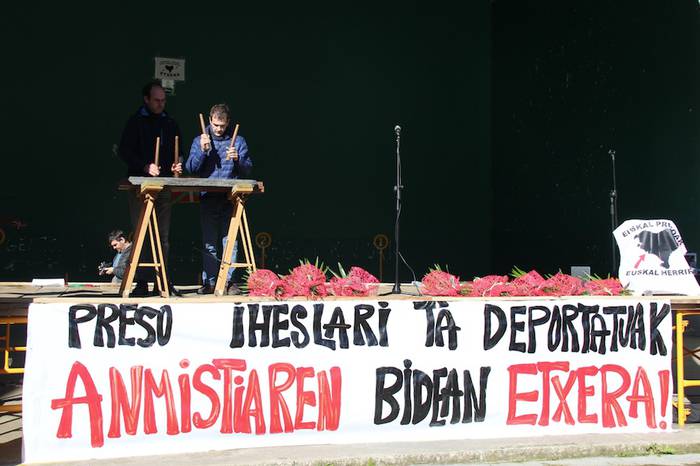 EUSKAL PRESOAK
EUSKAL HERRIRA
PRESO IHESLARI TA DEPORTATUAK
ANMISTIAREN BIDEAN ETXERA!